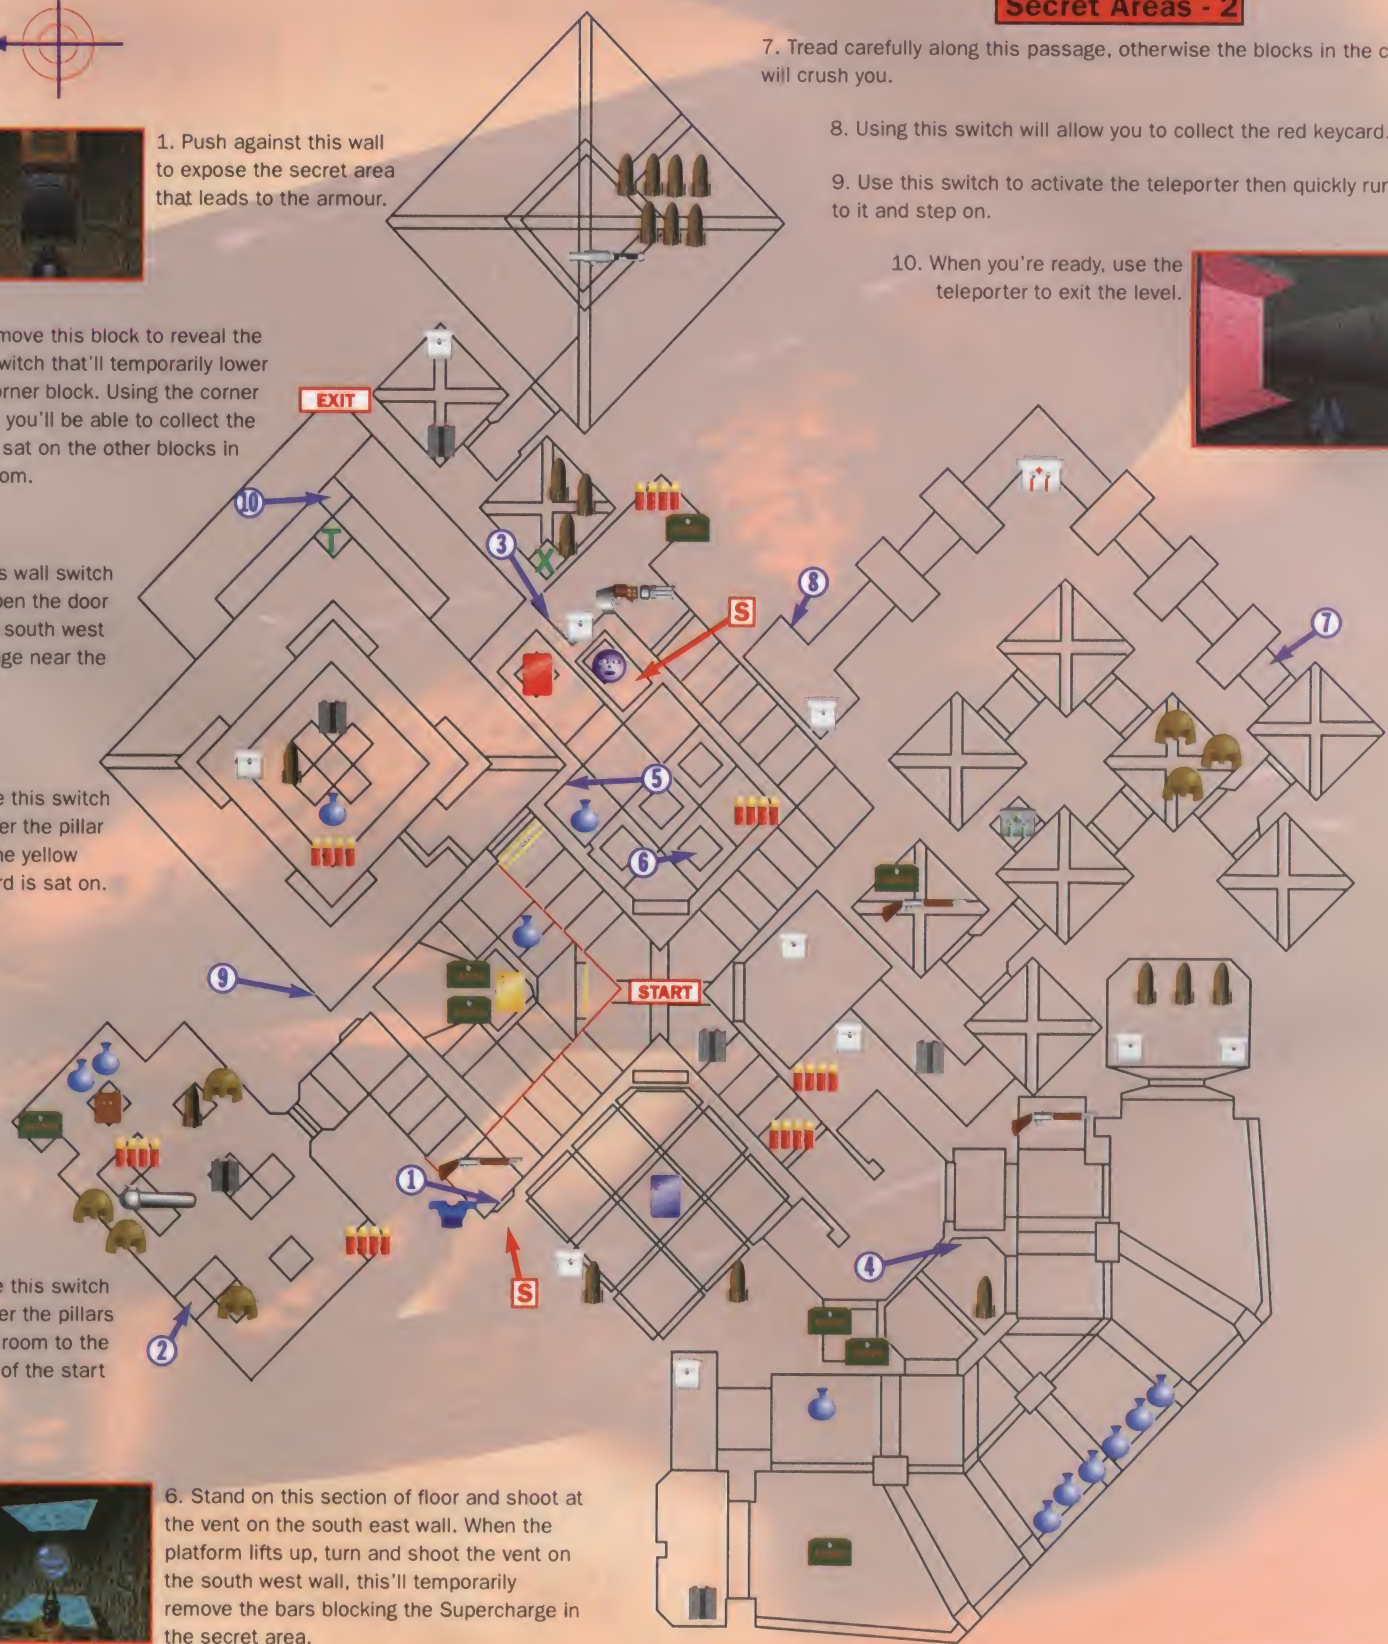 Secret Areas - 2
7. Tread carefully along this passage, otherwise the blocks in the
will crush you.
8. Using this switch will allow you to collect the red keycard.
9. Use this switch to activate the teleporter then quickly run
to it and step on.
10. When you're ready, use the
teleporter to exit the level.
1. Push against this wall
to expose the secret area
that leads to the armour.
move this block to reveal the
witch that'll temporarily lower
orner block. Using the corner
you'll be able to collect the
sat on the other blocks in
om.
s wall switch
pen the door
south west
ge near the
e this switch
er the pillar
he yellow
rd is sat on.
e this switch
er the pillars
room to the
of the start
6. Stand on this section of floor and shoot at
the vent on the south east wall. When the
platform lifts up, turn and shoot the vent on
the south west wall, this'll temporarily
remove the bars blocking the Supercharge in
the secret area.
EXIT
10
T
3
X
S
8
7
5
6
9
START
1
S
4
2